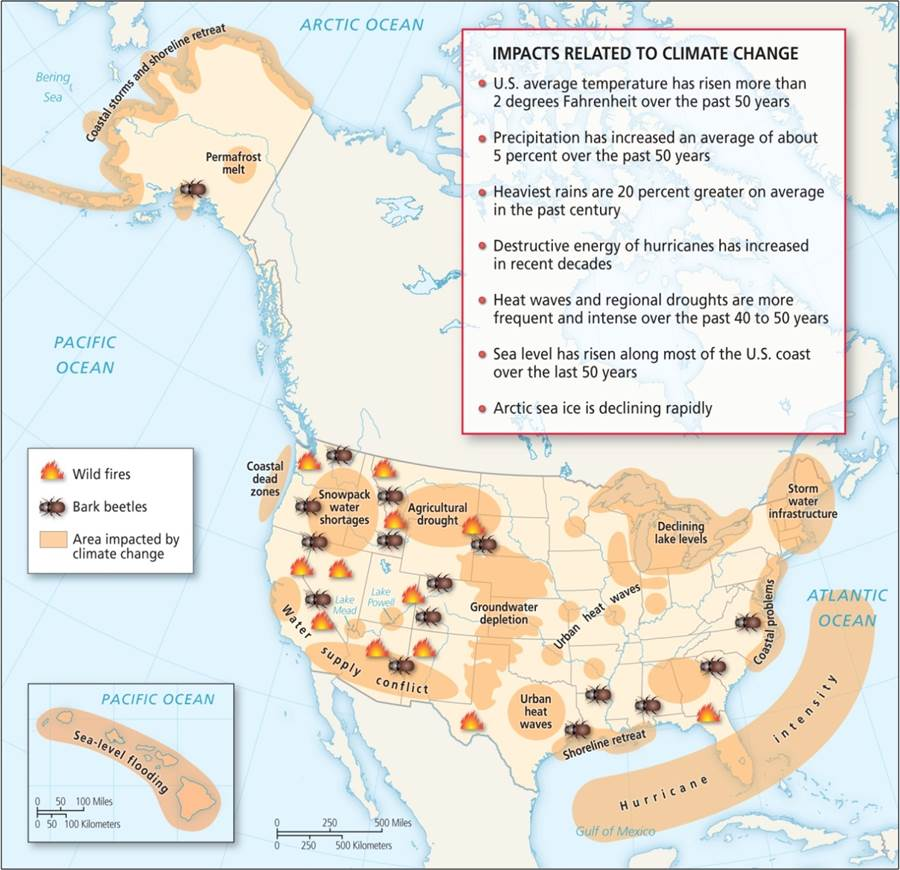 ARCTIC OCEAN
Bering
Sea
Coastal storms and shoreline retreat
Permafrost
melt
IMPACTS RELATED TO CLIMATE CHANGE
• U.S. average temperature has risen more than
2 degrees Fahrenheit over the past 50 years
• Precipitation has increased an average of about
5 percent over the past 50 years
• Heaviest rains are 20 percent greater on average
in the past century
• Destructive energy of hurricanes has increased
in recent decades
• Heat waves and regional droughts are more
frequent and intense over the past 40 to 50 years
• Sea level has risen along most of the U.S. coast
over the last 50 years
• Arctic sea ice is declining rapidly
PACIFIC
OCEAN
Wild fires
Bark beetles
Area impacted by
climate change
Coastal
dead
zones
Snowpack
water
shortages
Agricultural
drought
Declining
lake levels
Storm
water
infrastructure
Lake
Mead
Lake
Powell
Groundwater
depletion
Urban heat waves
Coastal problems
ATLANTIC
OCEAN
Water supply conflict
Urban
heat
waves
Shoreline retreat
Hurricane intensity
Gulf of Mexico
PACIFIC OCEAN
Sea-level flooding
0 50 100 Miles
0 50 100 Kilometers
0 250 500 Miles
0 250 500 Kilometers